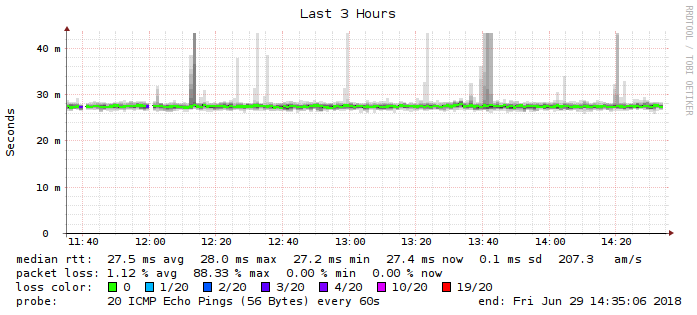 Last 3 Hours
RRDTOOL / TOBI OETIKER
Seconds
40 m
30 m
20 m
10 m
0
11:40 12:00 12:20 12:40 13:00 13:20 13:40 14:00 14:20
median rtt: 27.5 ms avg 28.0 ms max 27.2 ms min 27.4 ms now 0.1 ms sd 207.3 am/s
packet loss: 1.12 % avg 88.33 % max 0.00 % min 0.00 % now
loss color: 0 1/20 2/20 3/20 4/20 10/20 19/20
probe: 20 ICMP Echo Pings (56 Bytes) every 60s end: Fri Jun 29 14:35:06 2018